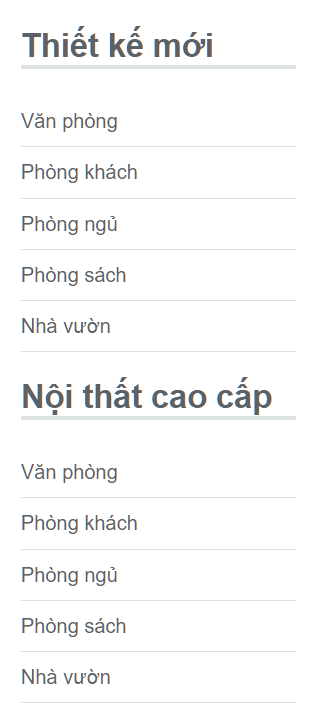 Thiết kế mới
Văn phòng
Phòng khách
Phòng ngủ
Phòng sách
Nhà vườn
Nội thất cao cấp
Văn phòng
Phòng khách
Phòng ngủ
Phòng sách
Nhà vườn